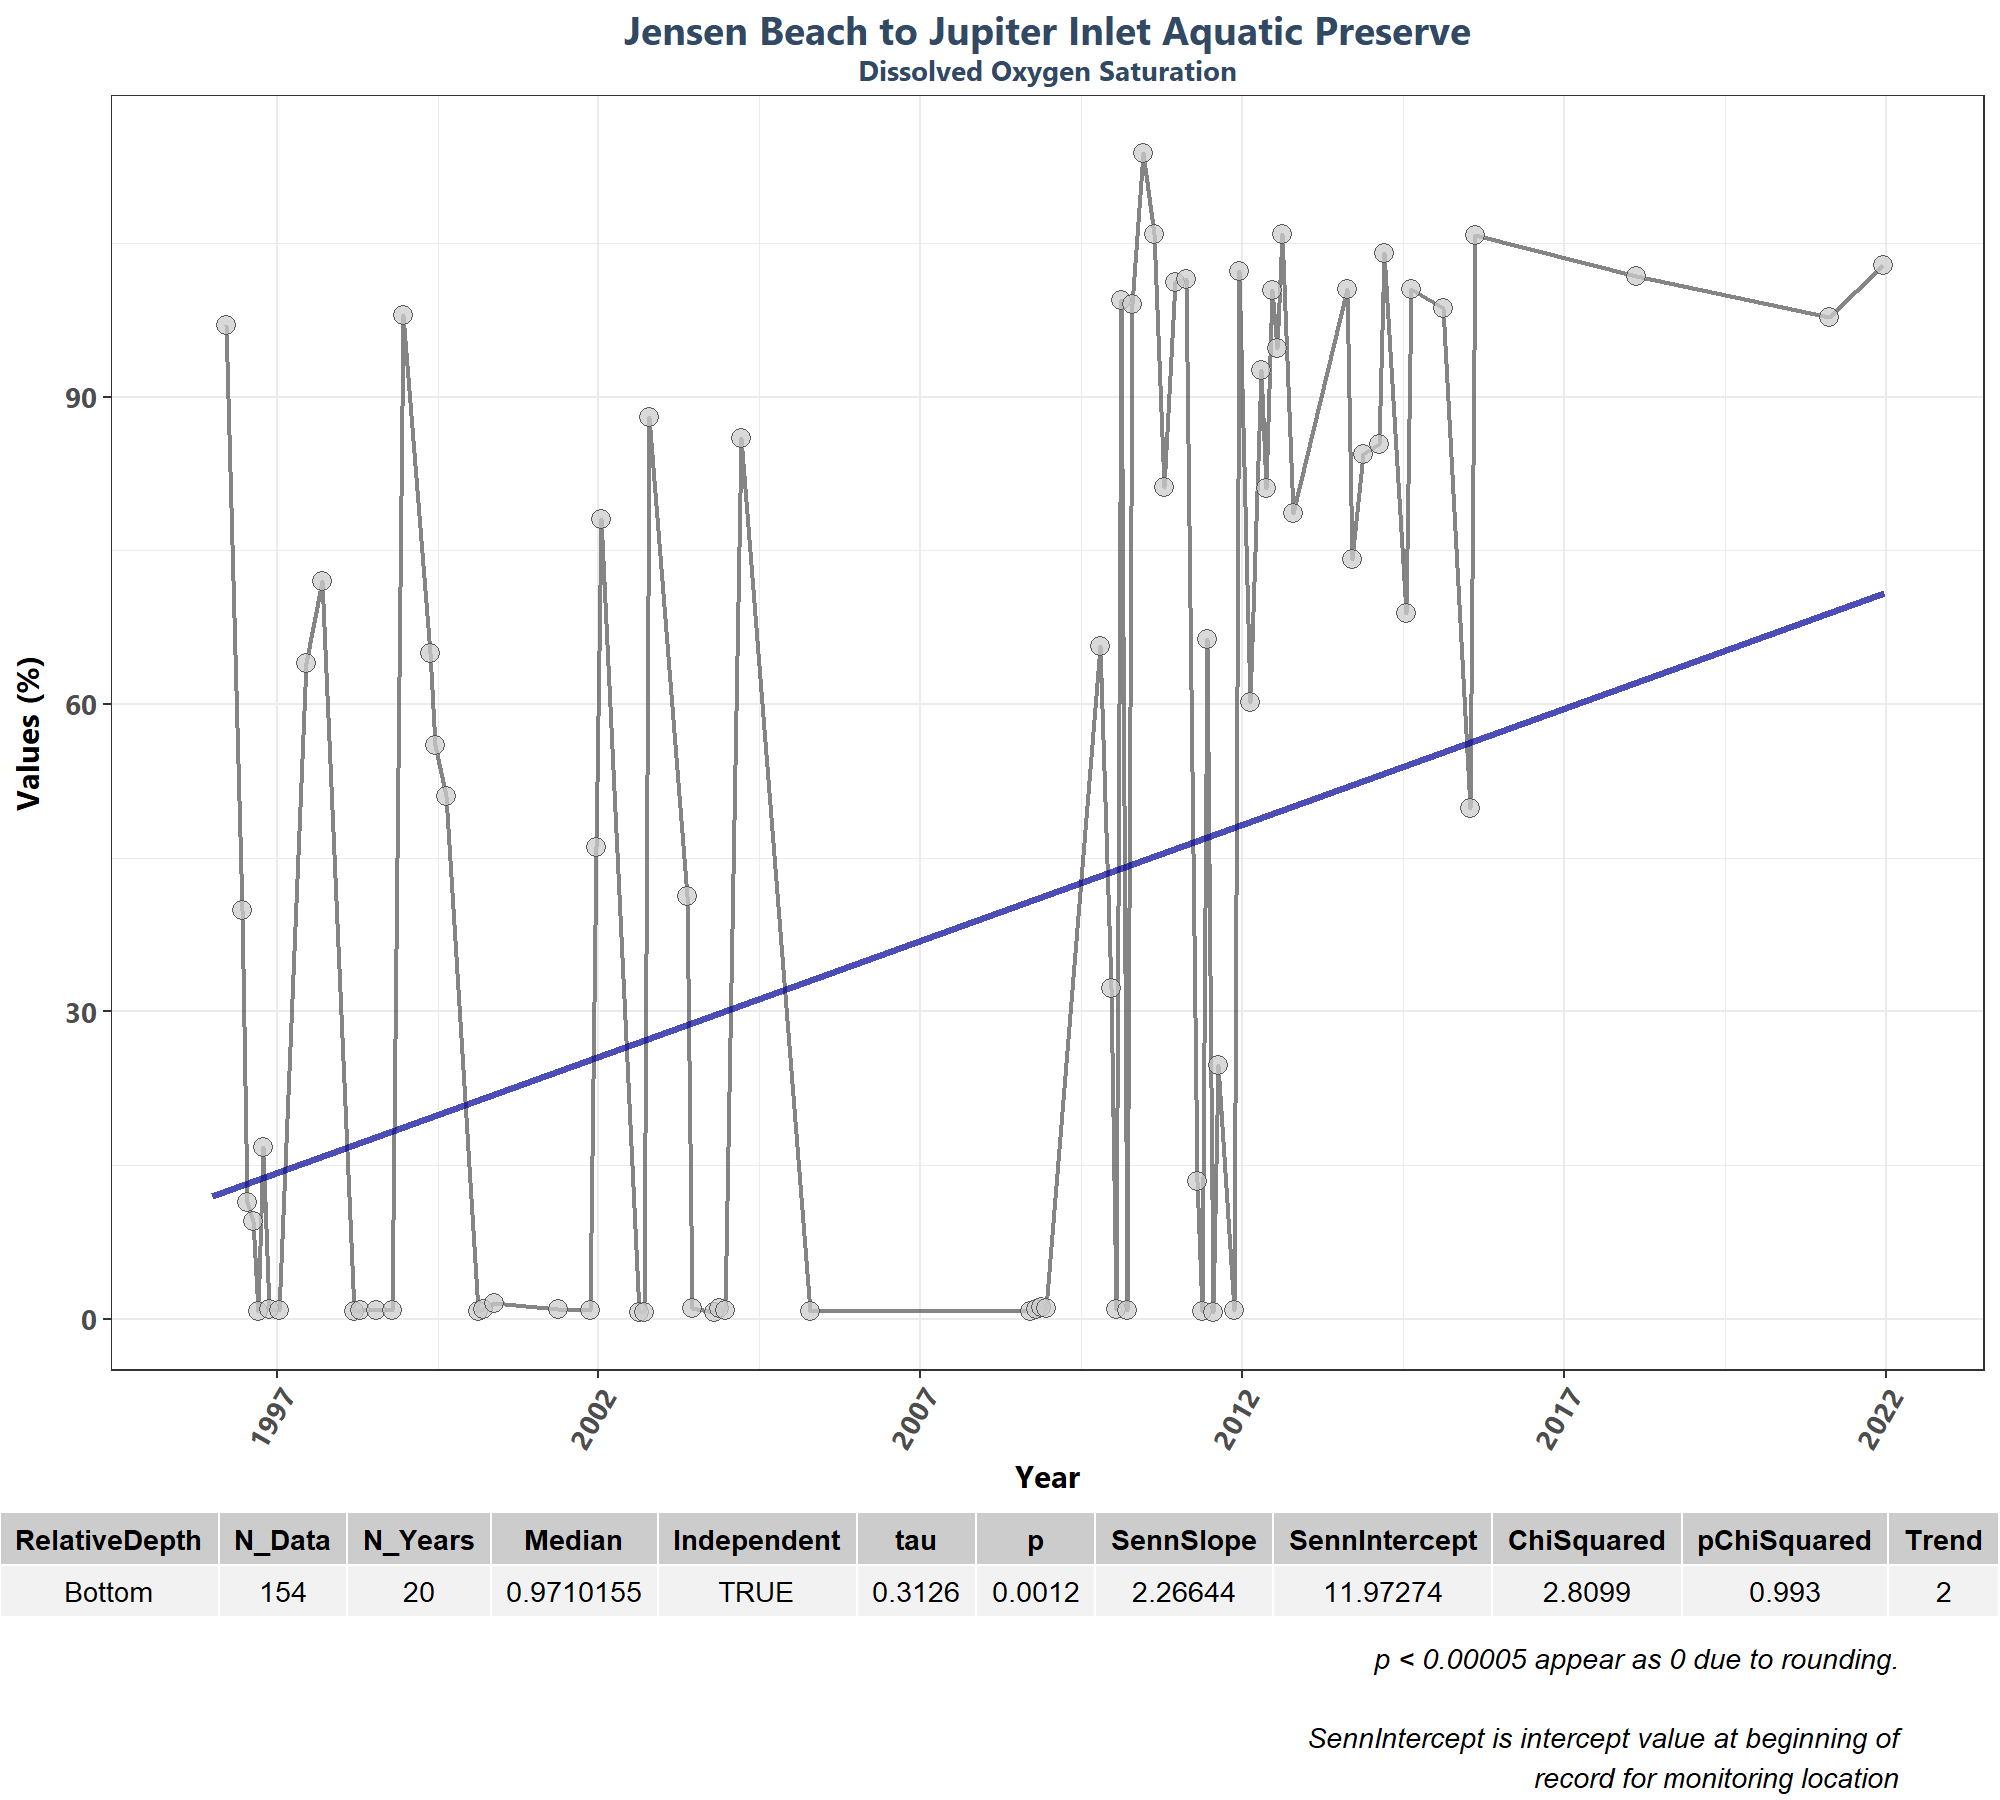 Jensen Beach to Jupiter Inlet Aquatic Preserve
Dissolved Oxygen Saturation
Values (%)
90
60
30
0
1997
2002
2007
2012
2017
2022
Year
RelativeDepth N_Data N_Years Median Independent tau p SennSlope SennIntercept ChiSquared pChiSquared Trend
Bottom 154 20 0.9710155 TRUE 0.3126 0.0012 2.26644 11.97274 2.8099 0.993 2
p < 0.00005 appear as 0 due to rounding.
SennIntercept is intercept value at beginning of
record for monitoring location